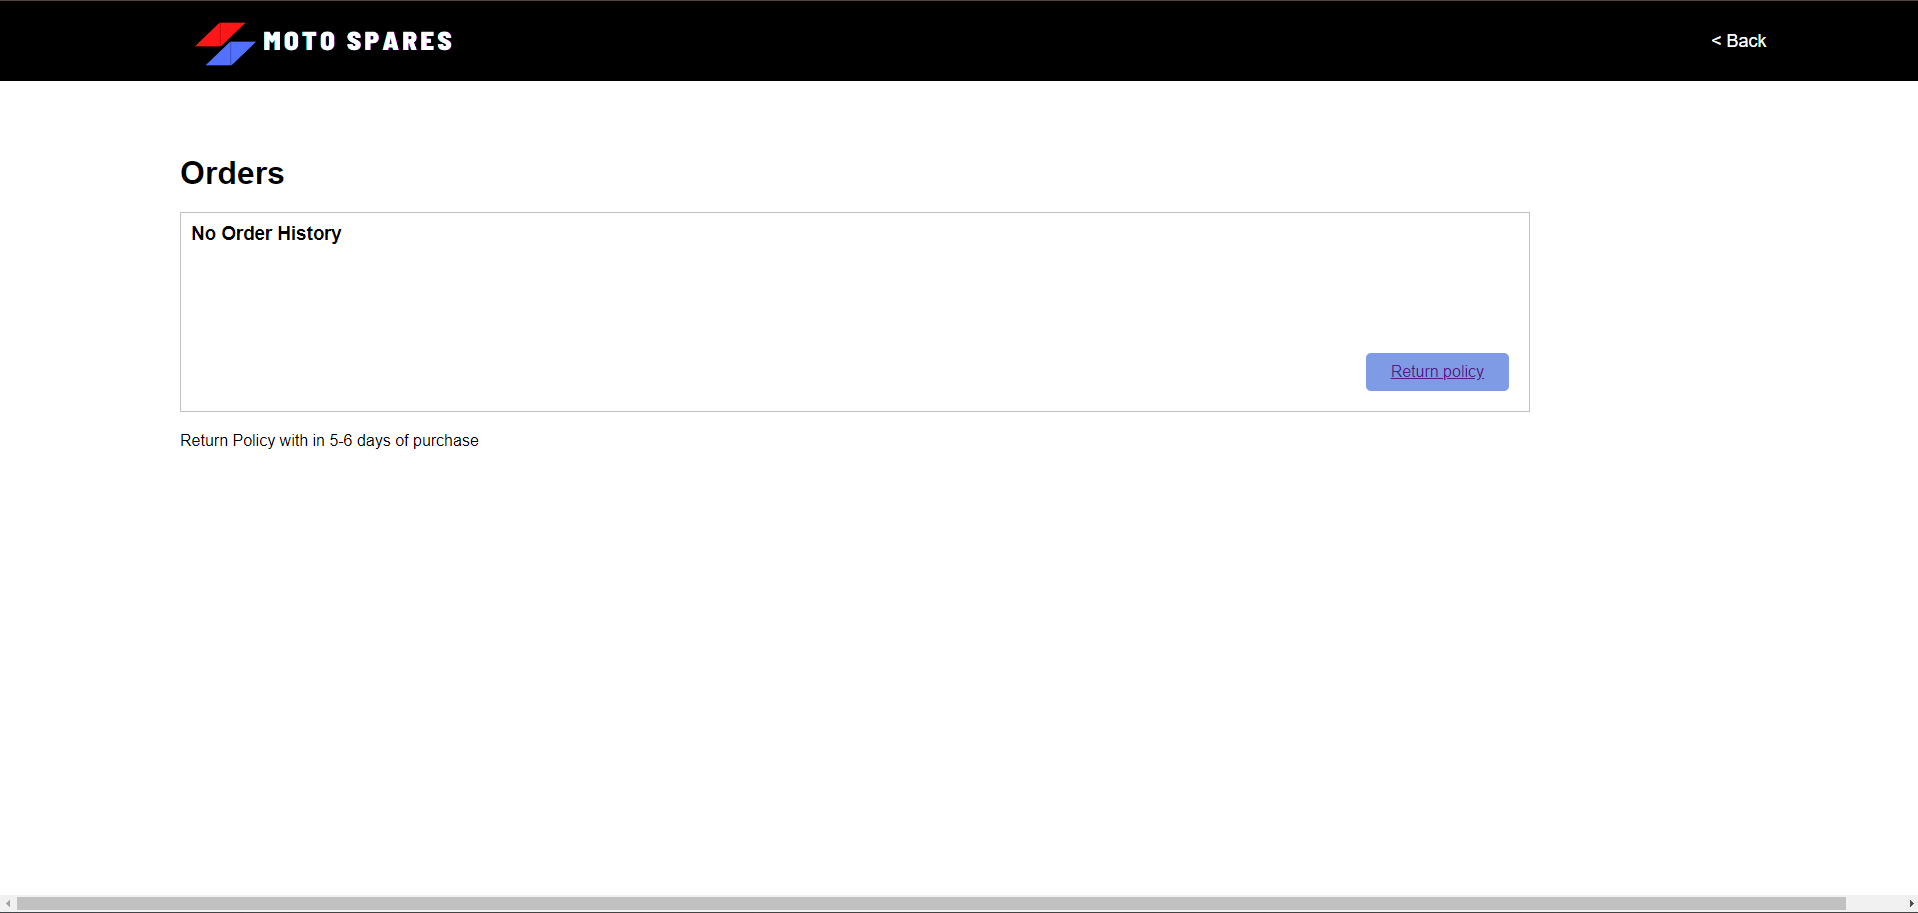 MOTO SPARES
< Back
Orders
No Order History
Return policy
Return Policy with in 5-6 days of purchase